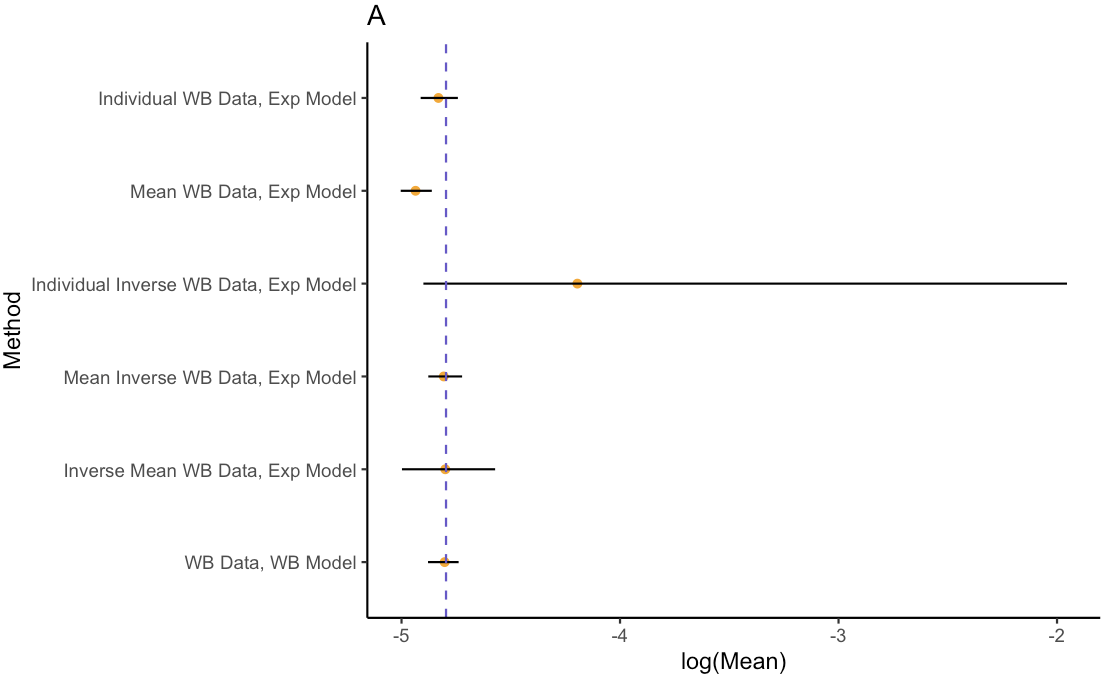 A
Method
Individual WB Data, Exp Model
Mean WB Data, Exp Model
Individual Inverse WB Data, Exp Model
Mean Inverse WB Data, Exp Model
Inverse Mean WB Data, Exp Model
WB Data, WB Model
-5 -4 -3 -2
log(Mean)